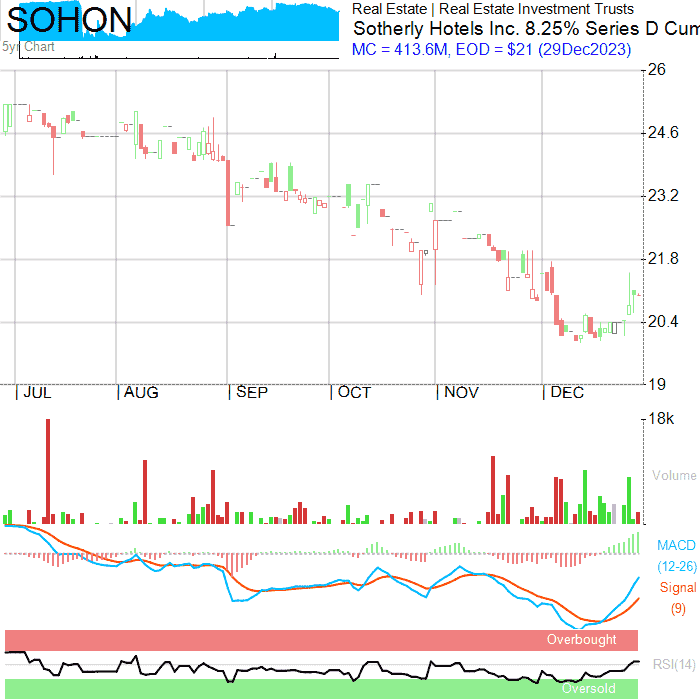 SOHON
5yr Chart
Real Estate | Real Estate Investment Trusts
Sotherly Hotels Inc. 8.25% Series D Cum
MC = 413.6M, EOD = $21 (29Dec2023)
26
24.6
23.2
21.8
20.4
19
JUL AUG SEP OCT NOV DEC
18k
Volume
MACD
(12-26)
Signal
(9)
Overbought
RSI(14)
Oversold